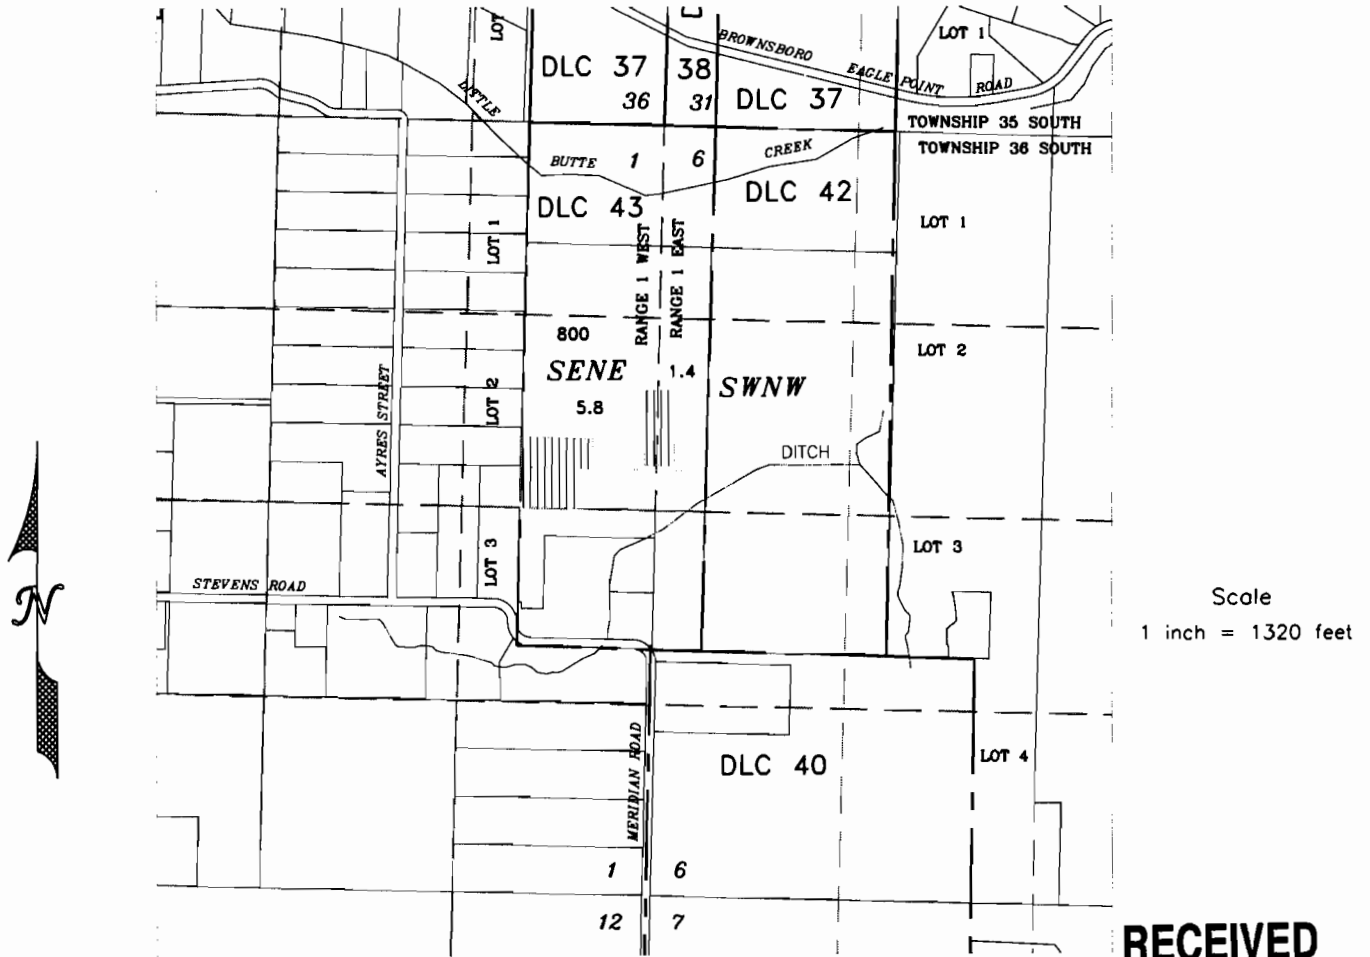 LOT
BROWNSBORO EAGLE POINT ROAD
LOT 1
DLC 37
38
36
31
DLC 37
LITTLE
TOWNSHIP 35 SOUTH
TOWNSHIP 36 SOUTH
BUTTE
1
6
CREEK
DLC 43
DLC 42
LOT 1
LOT 1
RANGE 1 WEST
RANGE 1 EAST
800
LOT 2
SENE
1.4
SWNW
5.8
AYRES STREET
LOT 2
DITCH
LOT 3
LOT 3
STEVENS ROAD
N
Scale
1 inch = 1320 feet
MERIDIAN ROAD
DLC 40
LOT 4
1
6
12
7
RECEIVED